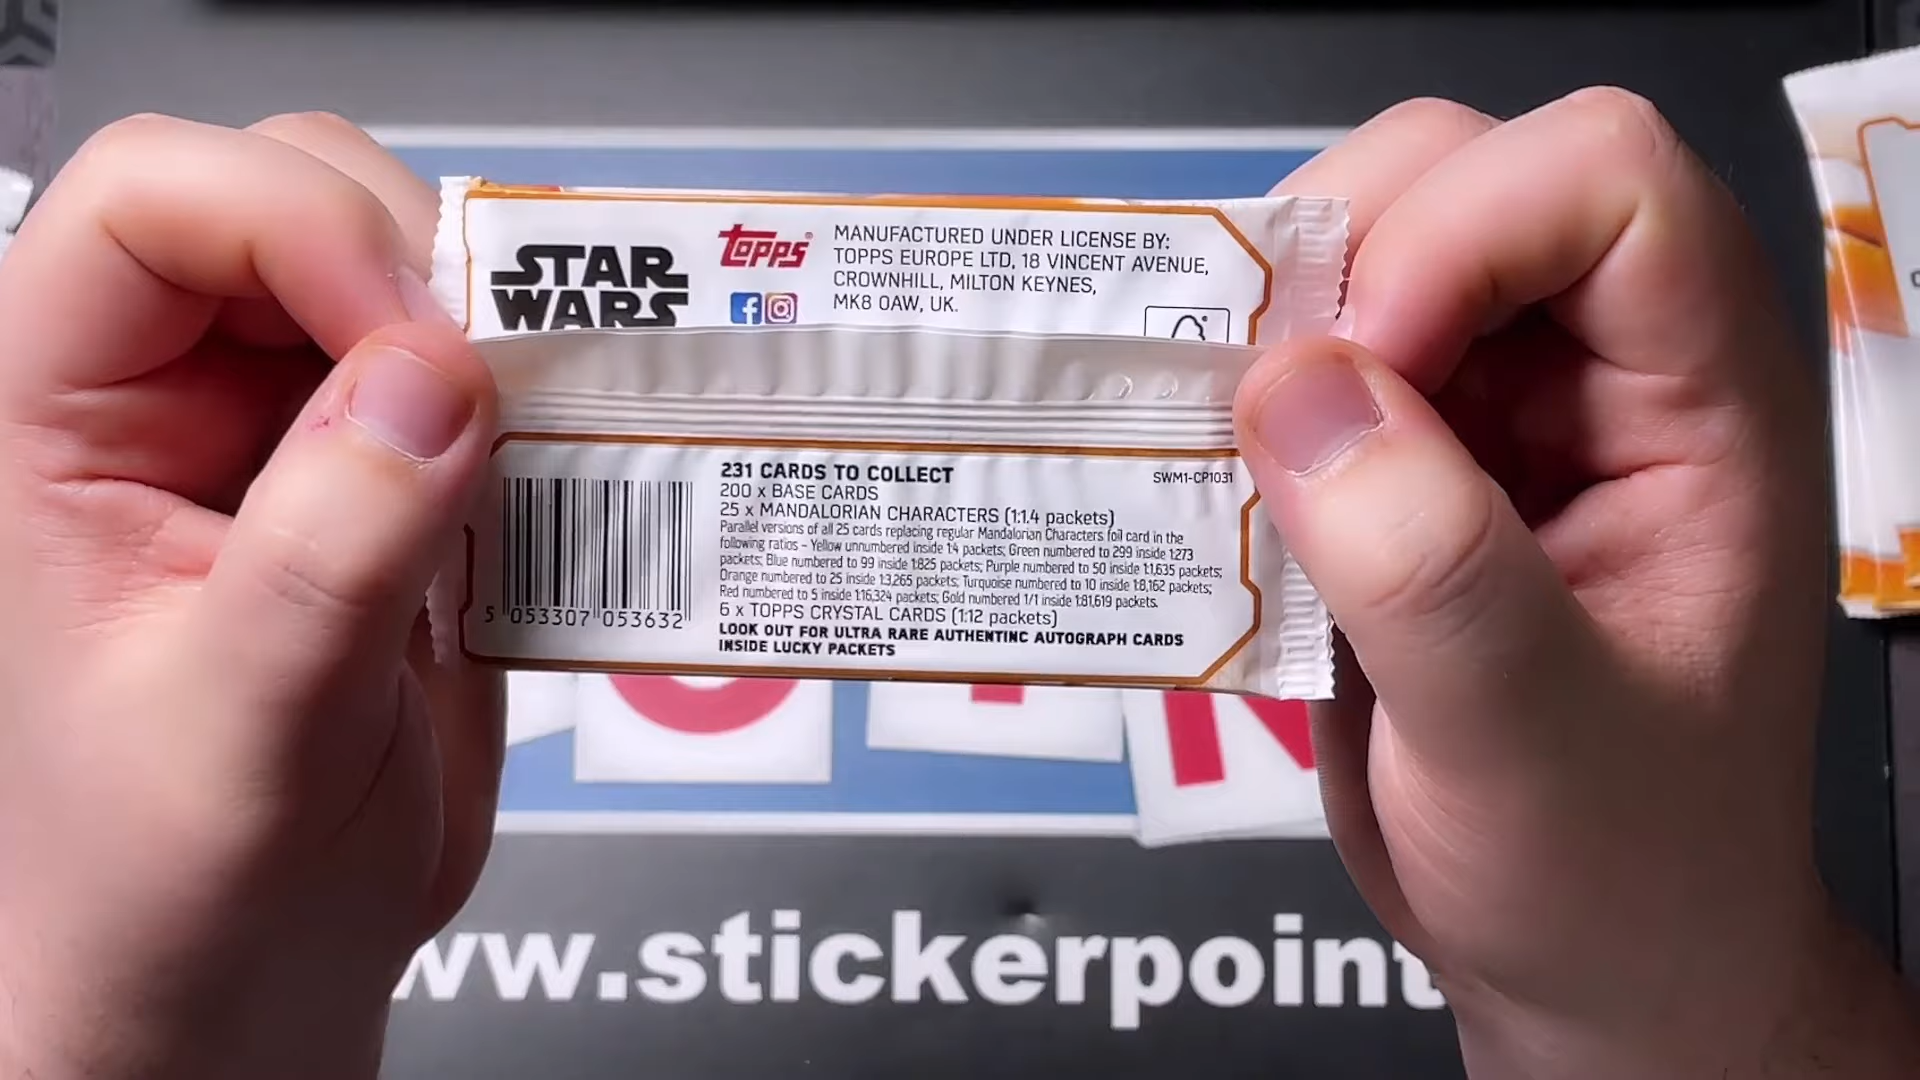 STAR
WARS
TOPPS
MANUFACTURED UNDER LICENSE BY:
TOPPS EUROPE LTD, 18 VINCENT AVENUE,
CROWNHILL, MILTON KEYNES,
MK8 0AW, UK.
231 CARDS TO COLLECT
SWM1-CP1031
200 x BASE CARDS
25 x MANDALORIAN CHARACTERS (1:1.4 packets)
Parallel versions of all 25 cards replacing regular Mandalorian Characters foil card in the
following ratios – Yellow unnumbered inside 1:4 packets; Green numbered to 299 inside 1:273
packets; Blue numbered to 99 inside 1:825 packets; Purple numbered to 50 inside 1:1,635 packets;
Orange numbered to 25 inside 1:3,265 packets; Turquoise numbered to 10 inside 1:8,162 packets;
Red numbered to 5 inside 1:16,324 packets; Gold numbered 1/1 inside 1:81,619 packets.
6 x TOPPS CRYSTAL CARDS (1:12 packets)
LOOK OUT FOR ULTRA RARE AUTHENTINC AUTOGRAPH CARDS
INSIDE LUCKY PACKETS
5 053307 053632
ww.stickerpoint